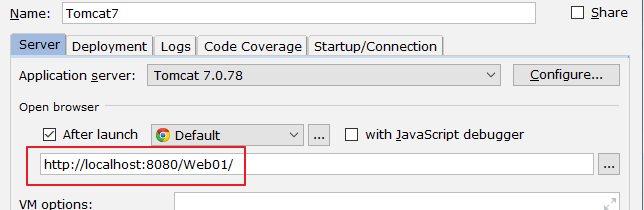 Name: Tomcat7 Share
Server Deployment Logs Code Coverage Startup/Connection
Application server: Tomcat 7.0.78 Configure...
Open browser
After launch Default ... with JavaScript debugger
http://localhost:8080/Web01/ ...
VM options: